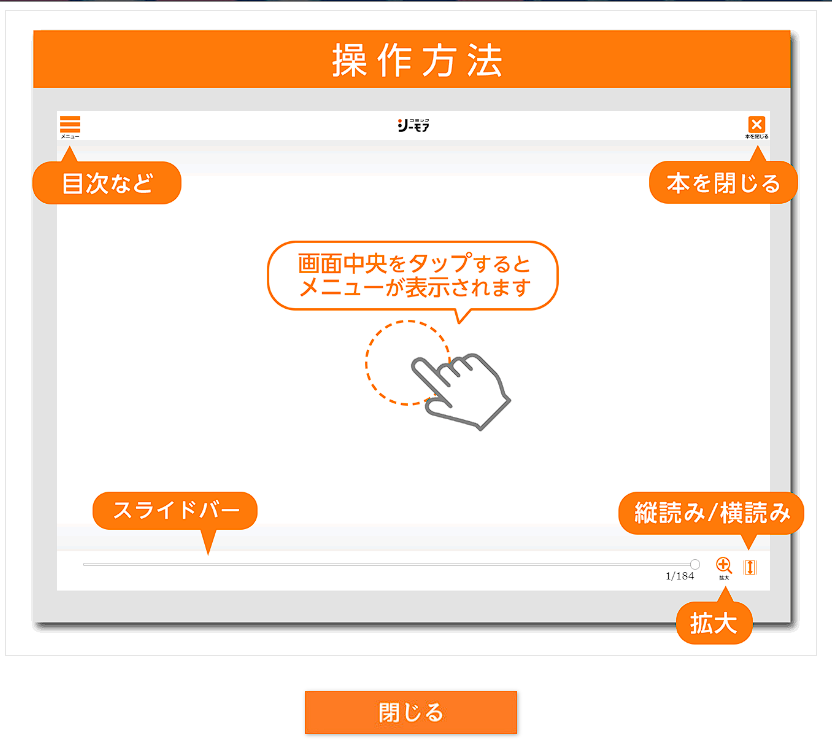 操作方法
メニュー
コミック
シーモア
本を閉じる
目次など
本を閉じる
画面中央をタップすると
メニューが表示されます
スライドバー
縦読み/横読み
1/184
拡大
拡大
閉じる